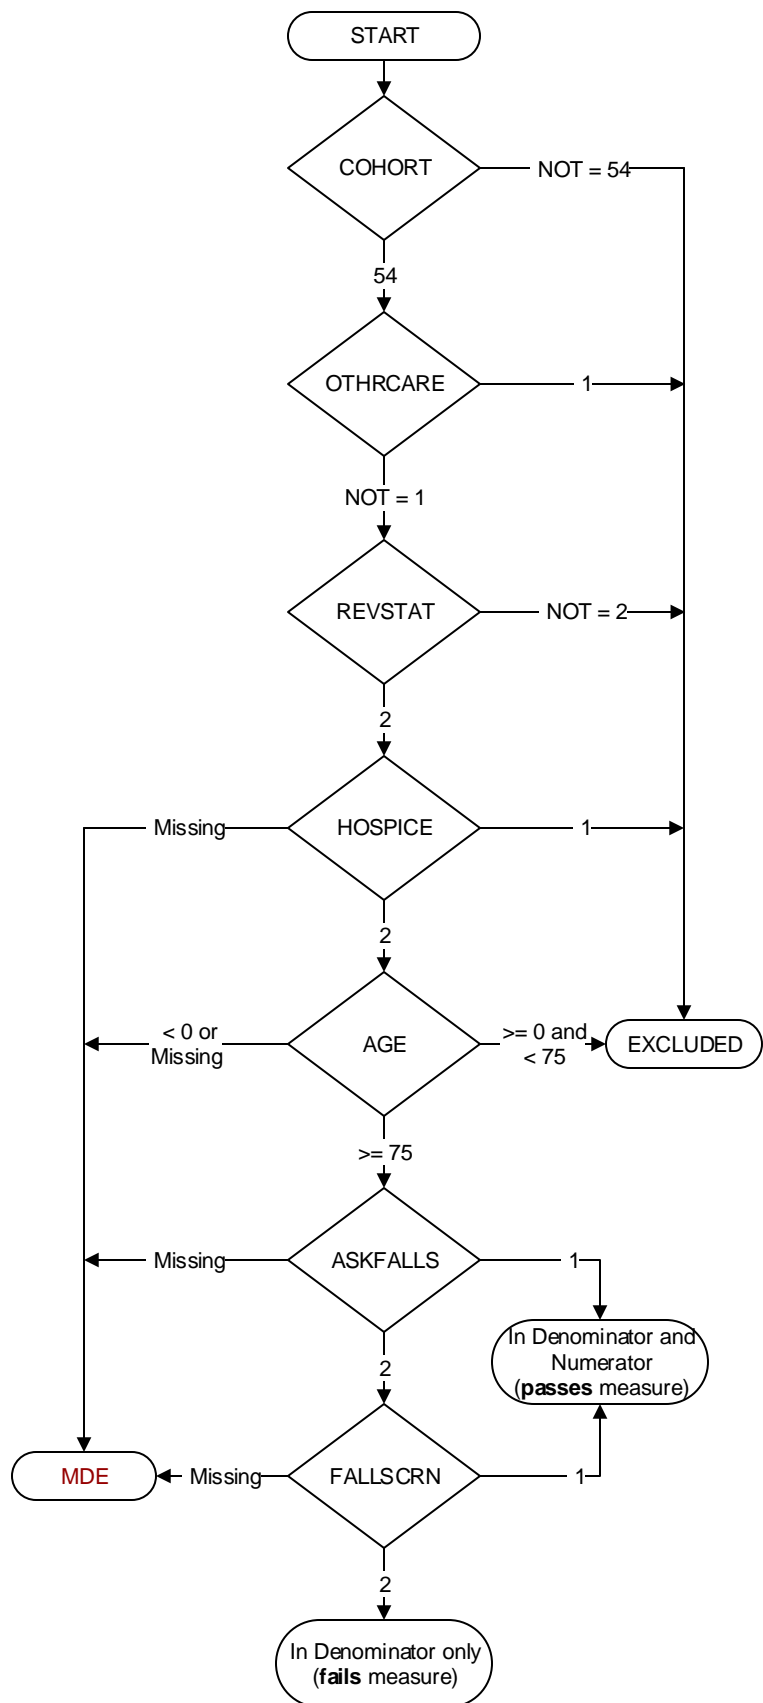 START
COHORT
NOT = 54
54
OTHRCARE
1
NOT = 1
REVSTAT
NOT = 2
2
Missing
HOSPICE
1
2
< 0 or
Missing
AGE
>= 0 and
< 75
EXCLUDED
>= 75
Missing
ASKFALLS
1
In Denominator and
Numerator
(passes measure)
2
MDE
Missing
FALLSCRN
1
2
In Denominator only
(fails measure)